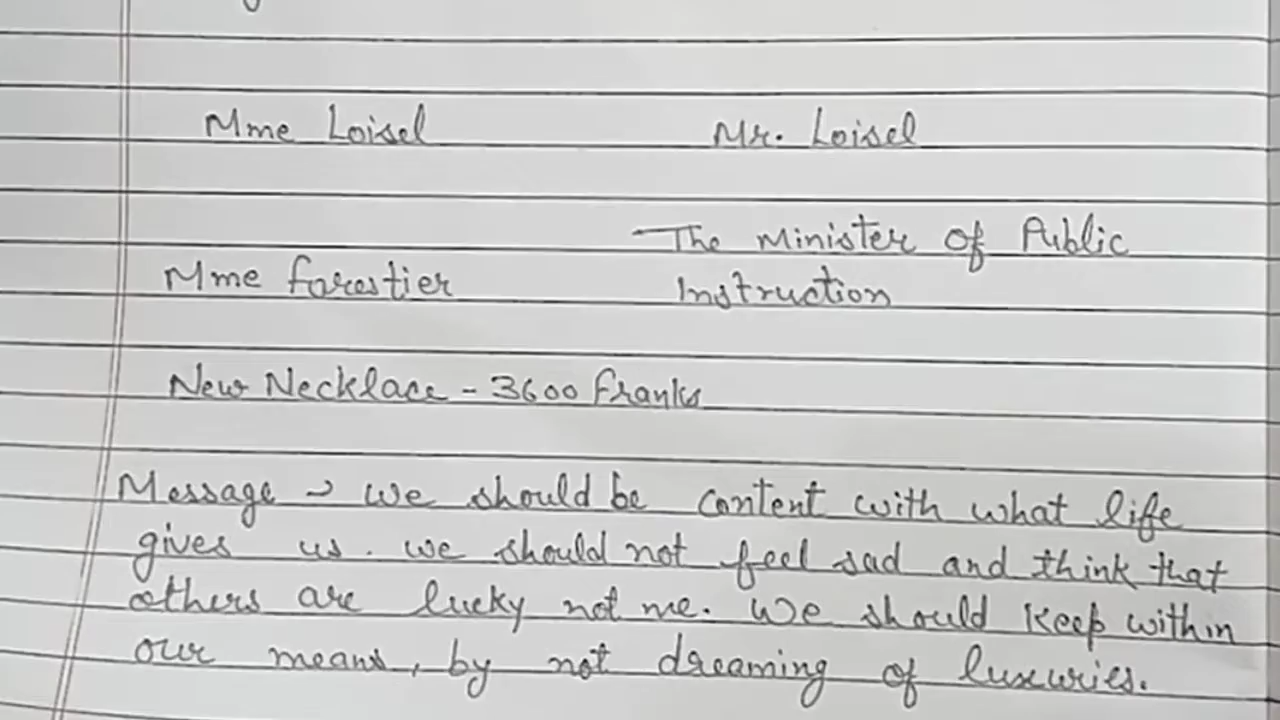 Mme Loisel Mr. Loisel
The Minister of Public
Mme Forestier Instruction
New Necklace - 3600 Franks
Message → We should be content with what life
gives us. We should not feel sad and think that
others are lucky not me. We should keep within
our means, by not dreaming of luxuries.